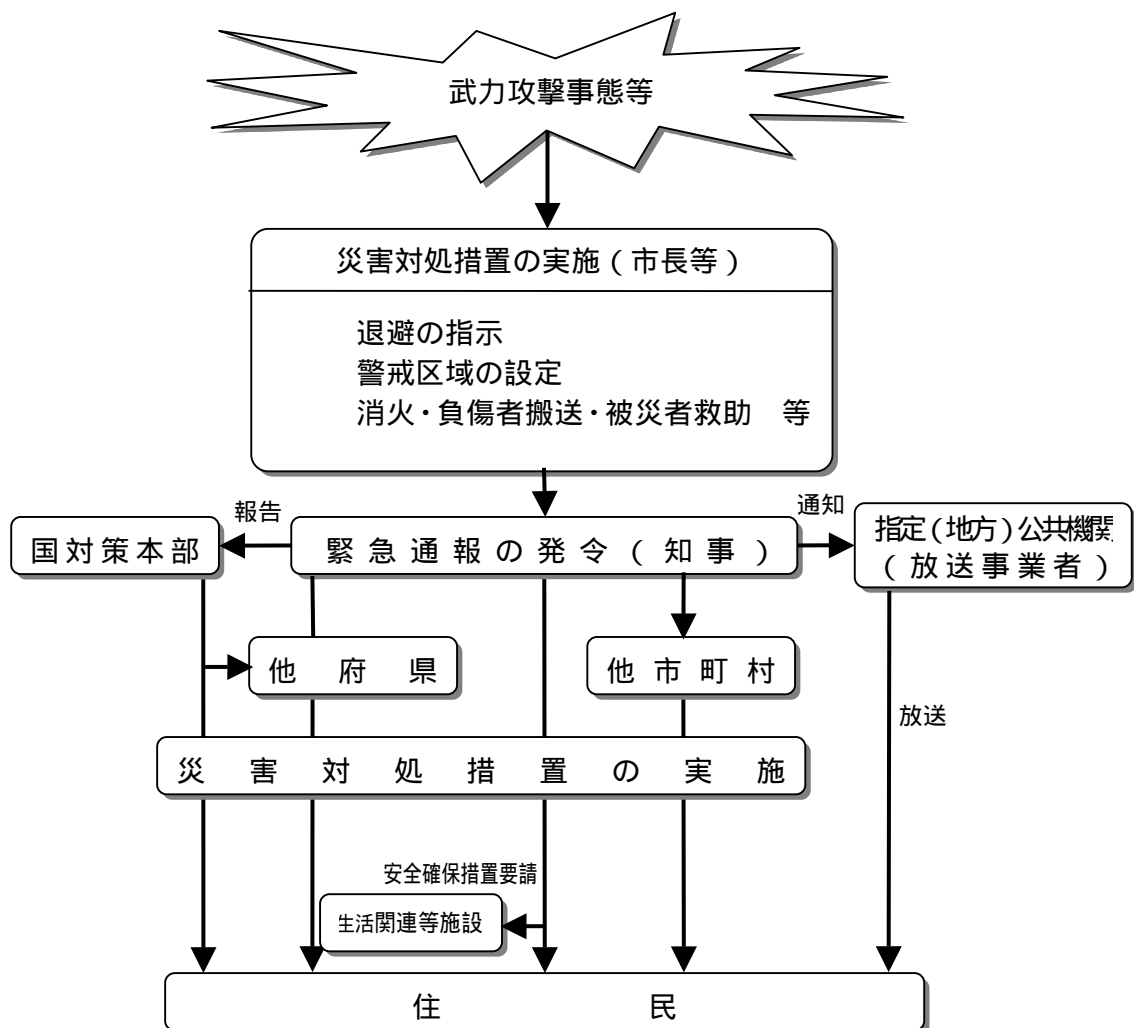 武力攻撃事態等
災害対処措置の実施(市長等)
退避の指示
警戒区域の設定
消火・負傷者搬送・被災者救助 等
報告
通知
国対策本部
緊急通報の発令(知事)
指定(地方)公共機関
(放送事業者)
他府県
他市町村
放送
災害対処措置の実施
安全確保措置要請
生活関連等施設
住民